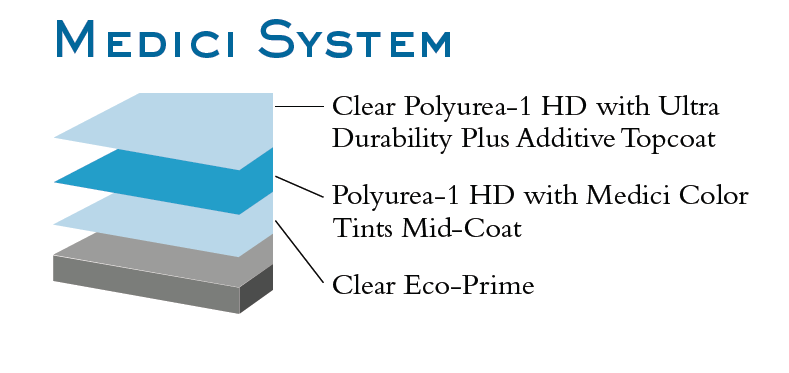 Medici System
Clear Polyurea-1 HD with Ultra
Durability Plus Additive Topcoat
Polyurea-1 HD with Medici Color
Tints Mid-Coat
Clear Eco-Prime